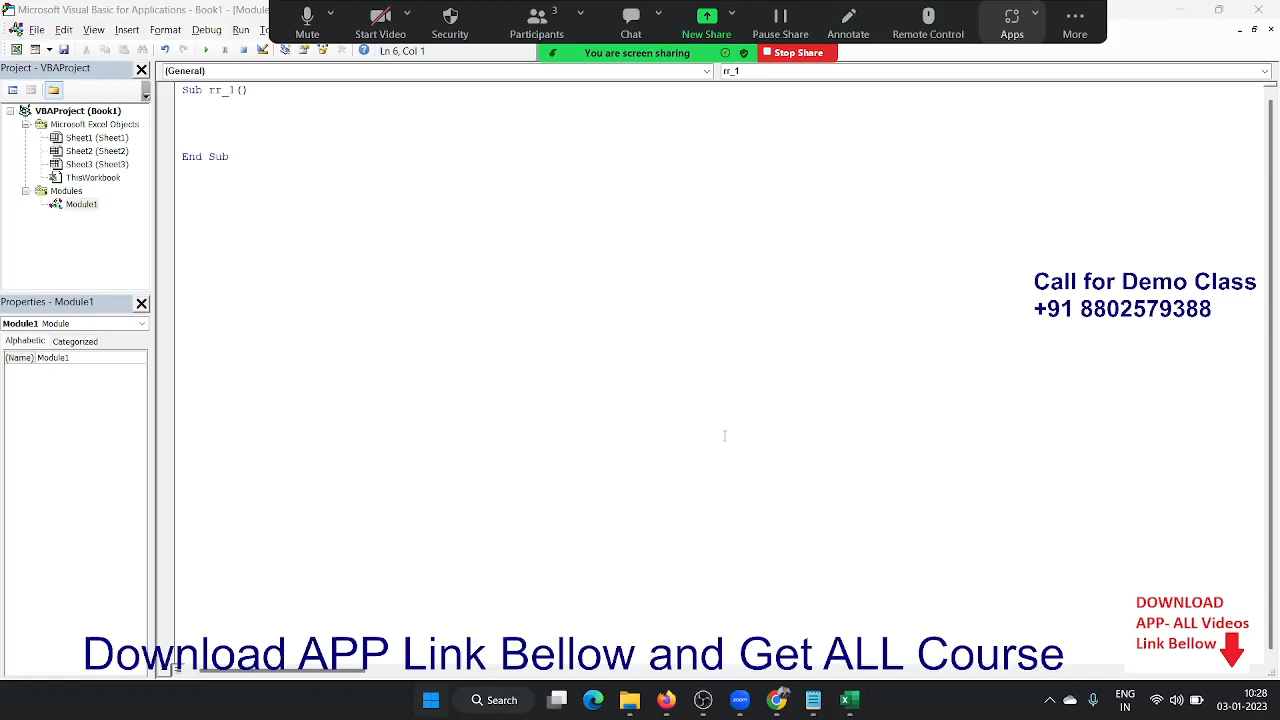 Microsoft Visual Basic for Applications - Book1 - [Module
Mute
Start Video
Security
3
Participants
Chat
New Share
Pause Share
Annotate
Remote Control
Apps
More
File Edit View Insert Format Debug Run
Ln 6, Col 1
You are screen sharing
Stop Share
Project - VBAProject
(General)
rr_1
Sub rr_1()
End Sub
VBAProject (Book1)
Microsoft Excel Objects
Sheet1 (Sheet1)
Sheet2 (Sheet2)
Sheet3 (Sheet3)
ThisWorkbook
Modules
Module1
Call for Demo Class
+91 8802579388
Properties - Module1
Module1 Module
Alphabetic Categorized
(Name) Module1
DOWNLOAD
APP- ALL Videos
Link Bellow
Download APP Link Bellow and Get ALL Course
Search
zoom
ENG
IN
10:28
03-01-2023